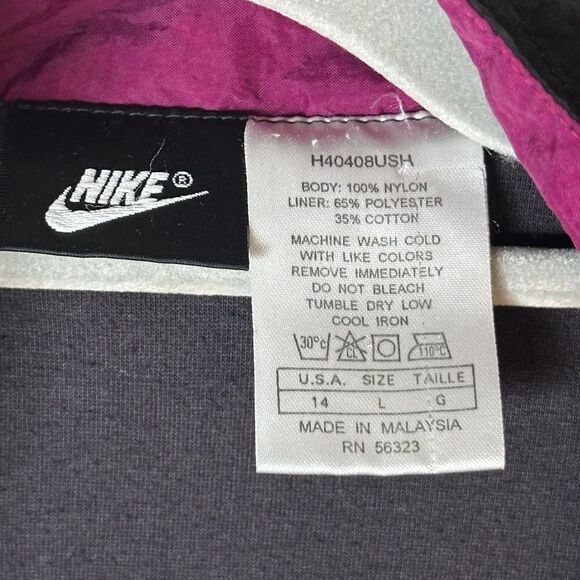 NIKE®
H40408USH
BODY: 100% NYLON
LINER: 65% POLYESTER
35% COTTON
MACHINE WASH COLD
WITH LIKE COLORS
REMOVE IMMEDIATELY
DO NOT BLEACH
TUMBLE DRY LOW
COOL IRON
30°C CL 110°C
U.S.A. SIZE TAILLE
14 L G
MADE IN MALAYSIA
RN 56323